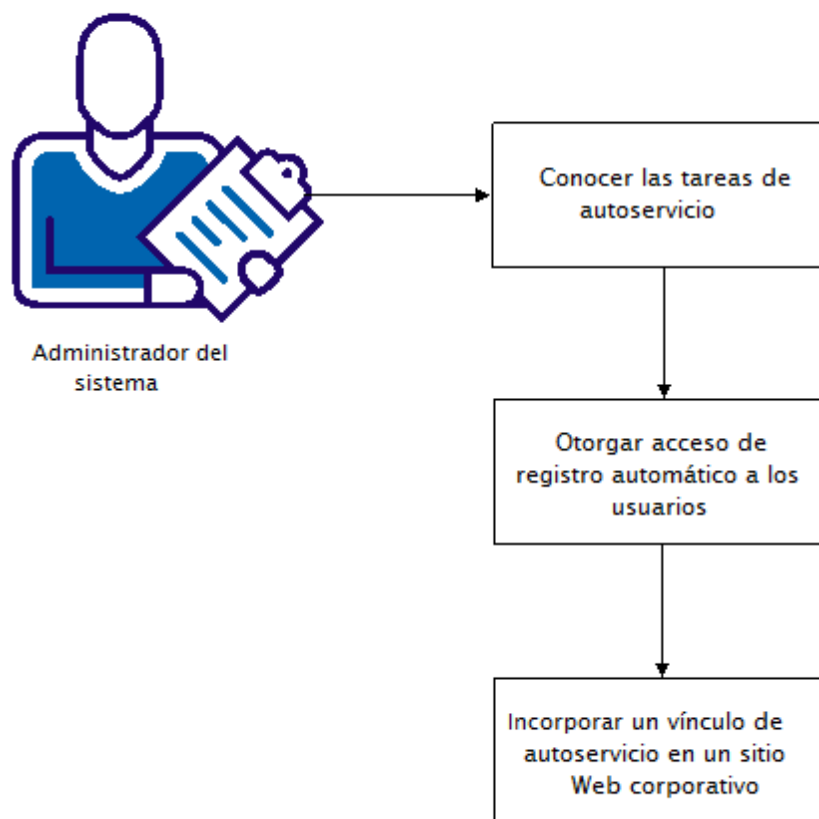 Administrador del
sistema
Conocer las tareas de
autoservicio
Otorgar acceso de
registro automático a los
usuarios
Incorporar un vínculo de
autoservicio en un sitio
Web corporativo